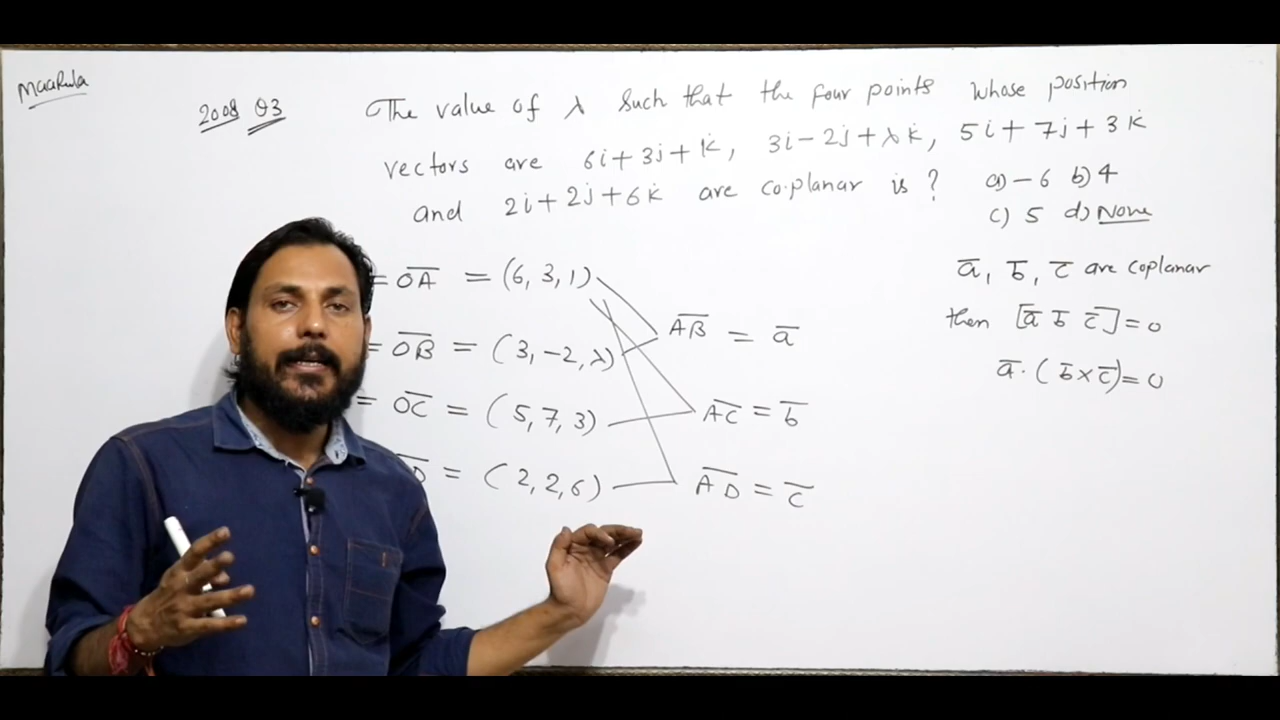 Maarula
2008 Q3 The value of λ such that the four points whose position
vectors are 6i+3j+k, 3i-2j+λk, 5i+7j+3k
and 2i+2j+6k are co.planar is ? a) -6 b) 4
c) 5 d) None
= OA = (6, 3, 1)
= OB = (3, -2, λ)
= OC = (5, 7, 3)
D = (2, 2, 6)
AB = a
AC = b
AD = c
a, b, c are coplanar
then [a b c] = 0
a. (b×c) = 0